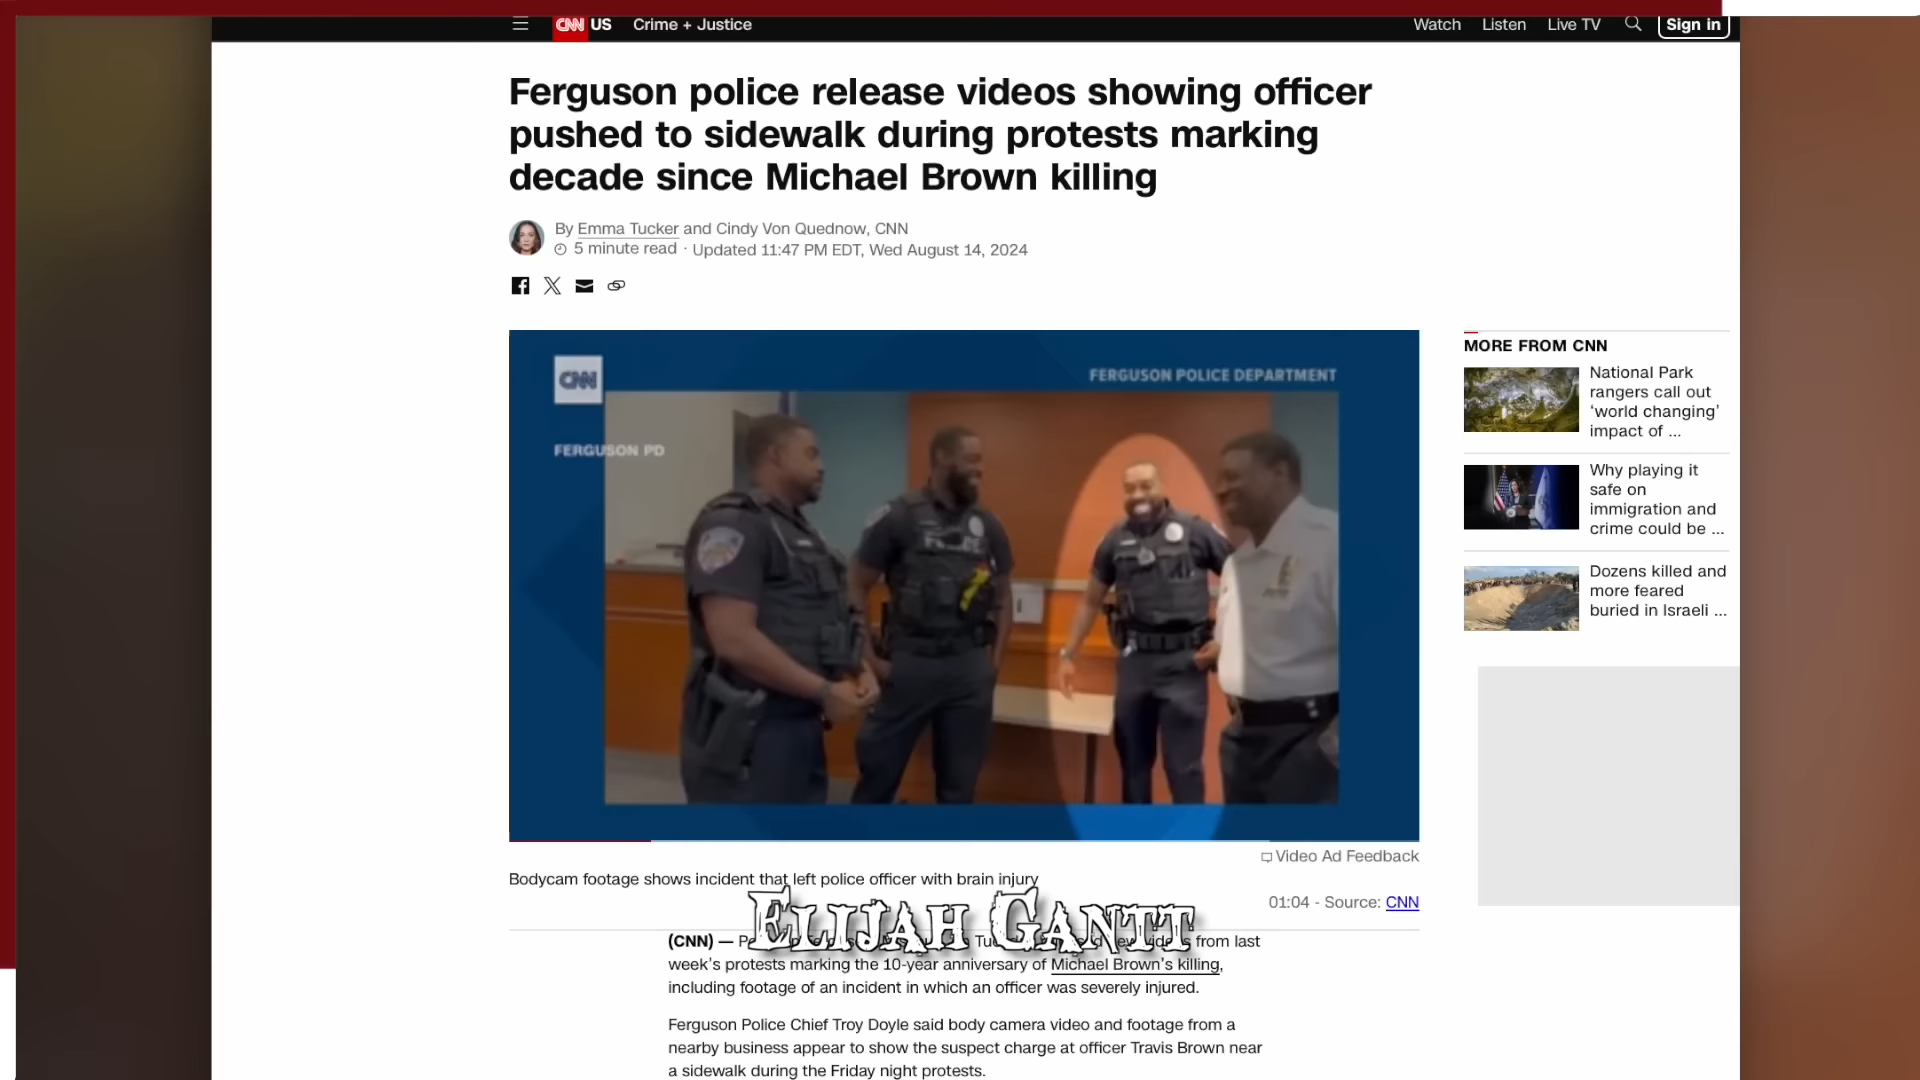 CNN US Crime + Justice Watch Listen Live TV Sign in
Ferguson police release videos showing officer
pushed to sidewalk during protests marking
decade since Michael Brown killing
By Emma Tucker and Cindy Von Quednow, CNN
5 minute read · Updated 11:47 PM EDT, Wed August 14, 2024
CNN
FERGUSON POLICE DEPARTMENT
FERGUSON PD
Video Ad Feedback
Bodycam footage shows incident that left police officer with brain injury
01:04 - Source: CNN
ELIJAH GANTT
(CNN) — from last
week's protests marking the 10-year anniversary of Michael Brown's killing,
including footage of an incident in which an officer was severely injured.
Ferguson Police Chief Troy Doyle said body camera video and footage from a
nearby business appear to show the suspect charge at officer Travis Brown near
a sidewalk during the Friday night protests.
MORE FROM CNN
National Park
rangers call out
‘world changing’
impact of ...
Why playing it
safe on
immigration and
crime could be ...
Dozens killed and
more feared
buried in Israeli ...